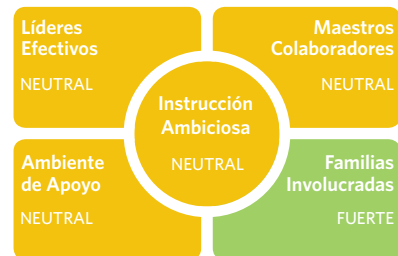 Líderes
Efectivos
NEUTRAL
Maestros
Colaboradores
NEUTRAL
Instrucción
Ambiciosa
NEUTRAL
Ambiente
de Apoyo
NEUTRAL
Familias
Involucradas
FUERTE